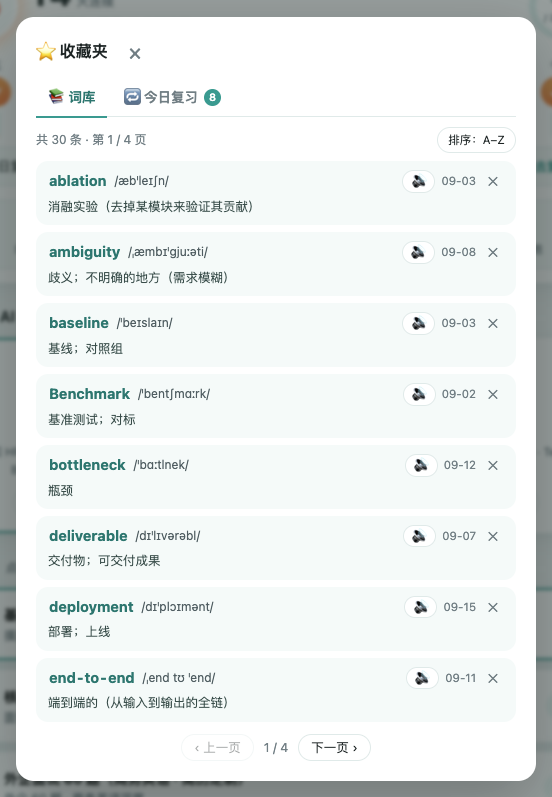 收藏夹 ×
词库 今日复习 8
共 30 条 · 第 1 / 4 页 排序：A–Z
ablation /æbˈleɪʃn/ 09-03 ×
消融实验（去掉某模块来验证其贡献）
ambiguity /ˌæmbɪˈɡjuːəti/ 09-08 ×
歧义；不明确的地方（需求模糊）
baseline /ˈbeɪslaɪn/ 09-03 ×
基线；对照组
Benchmark /ˈbentʃmɑːrk/ 09-02 ×
基准测试；对标
bottleneck /ˈbɑːtlnek/ 09-12 ×
瓶颈
deliverable /dɪˈlɪvərəbl/ 09-07 ×
交付物；可交付成果
deployment /dɪˈplɔɪmənt/ 09-15 ×
部署；上线
end-to-end /ˌend tʊ ˈend/ 09-11 ×
端到端的（从输入到输出的全链）
‹ 上一页 1 / 4 下一页 ›